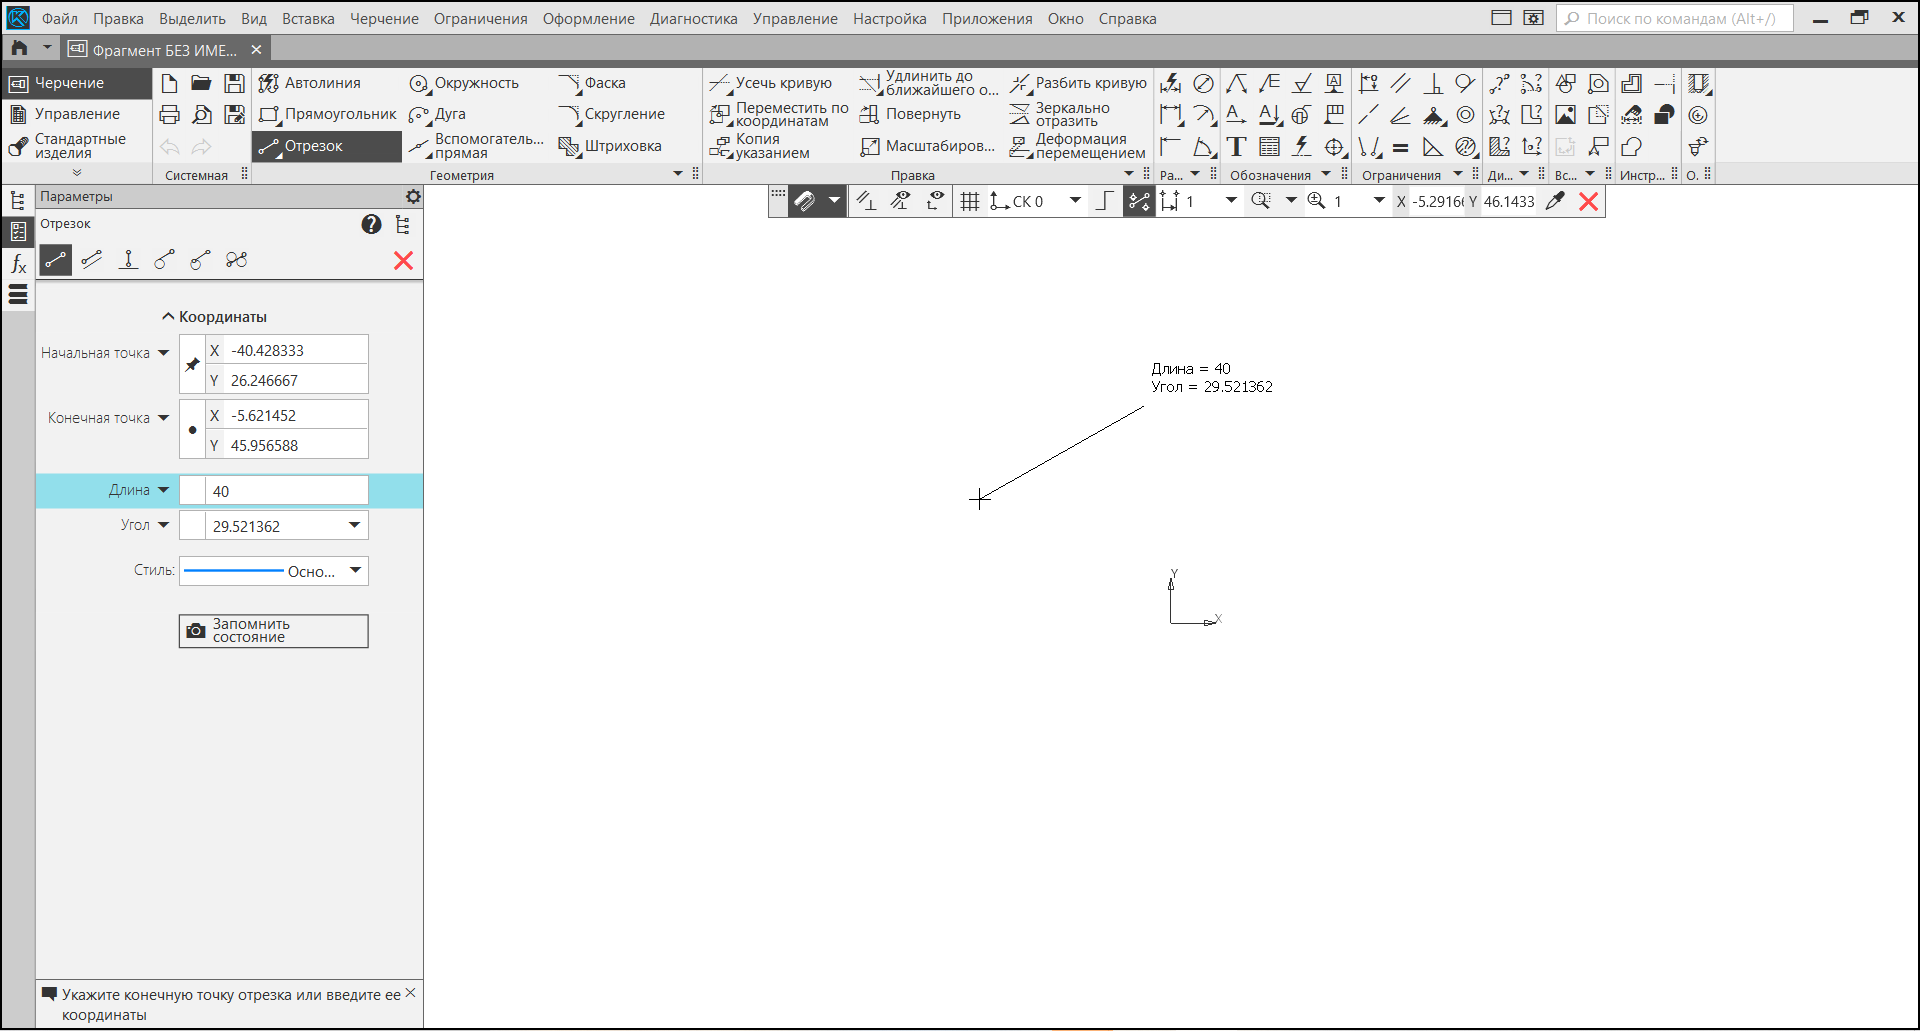 Файл Правка Выделить Вид Вставка Черчение Ограничения Оформление Диагностика Управление Настройка Приложения Окно Справка
Поиск по командам (Alt+/)
Фрагмент БЕЗ ИМЕ...
Черчение
Управление
Стандартные
изделия
Системная
Автолиния
Прямоугольник
Отрезок
Окружность
Дуга
Вспомогатель...
прямая
Фаска
Скругление
Штриховка
Геометрия
Усечь кривую
Переместить по
координатам
Копия
указанием
Удлинить до
ближайшего о...
Повернуть
Масштабиров...
Разбить кривую
Зеркально
отразить
Деформация
перемещением
Правка
Ра...
Обозначения
Ограничения
Ди...
Вс...
Инстр...
О.
Параметры
Отрезок
СК 0
1
1
X -5.2916
Y 46.1433
Координаты
Начальная точка
X -40.428333
Y 26.246667
Конечная точка
X -5.621452
Y 45.956588
Длина 40
Угол 29.521362
Стиль: Осно...
Запомнить
состояние
Длина = 40
Угол = 29.521362
Y
X
Укажите конечную точку отрезка или введите ее
координаты